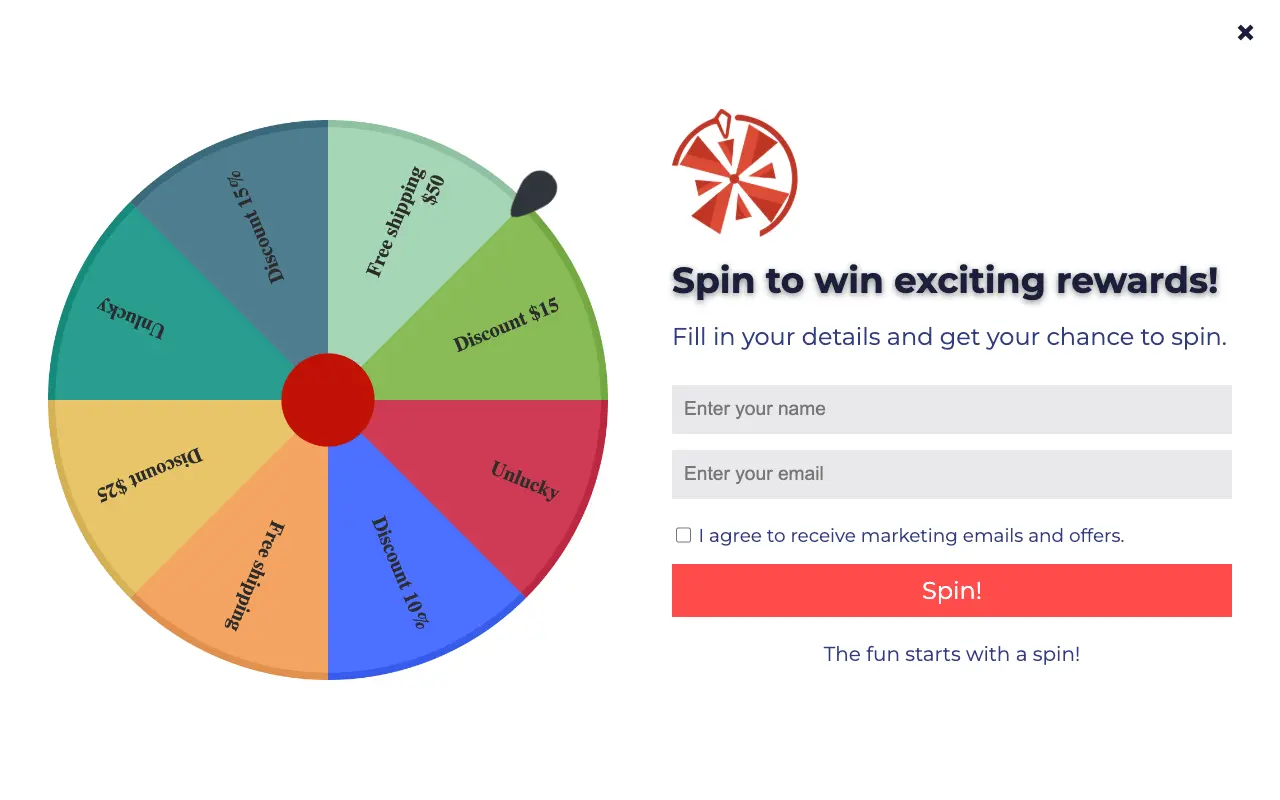 ✖
Free shipping
$50
Discount $15
Unlucky
Discount 10%
Free shipping
Discount $25
Unlucky
Discount 15%
Spin to win exciting rewards!
Fill in your details and get your chance to spin.
Enter your name
Enter your email
I agree to receive marketing emails and offers.
Spin!
The fun starts with a spin!